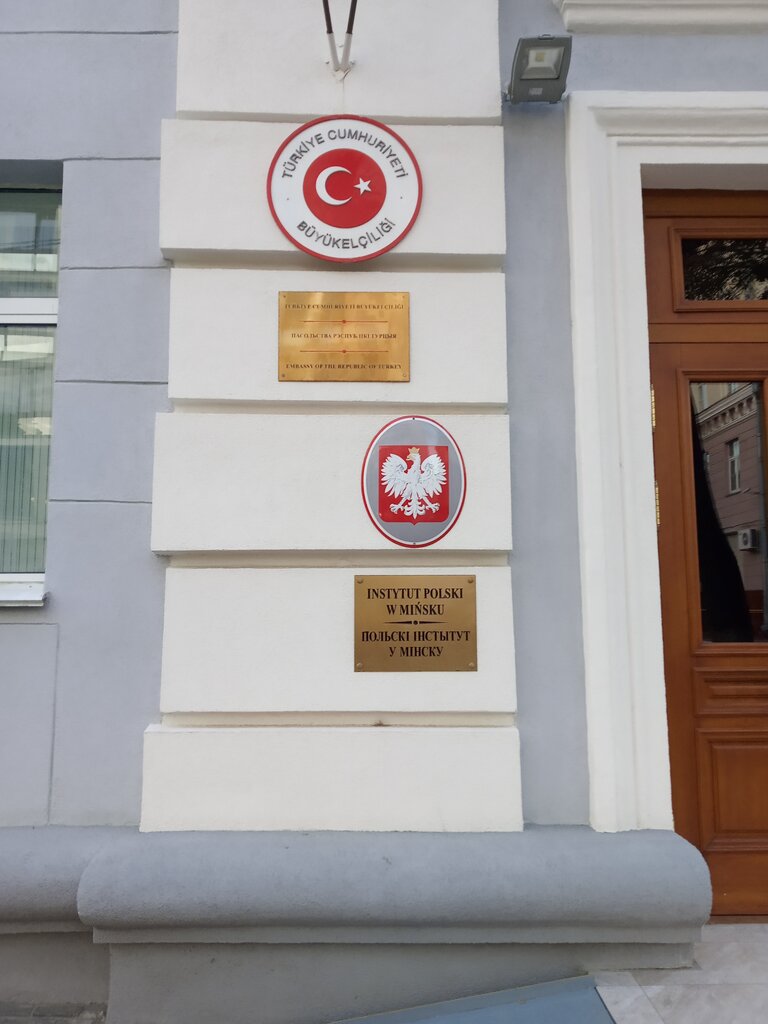 TÜRKİYE CUMHURİYETİ
BÜYÜKELÇİLİĞİ
TÜRKİYE CUMHURİYETİ BÜYÜKELÇİLİĞİ
ПАСОЛЬСТВА РЭСПУБЛІКІ ТУРЦЫЯ
EMBASSY OF THE REPUBLIC OF TURKEY
INSTYTUT POLSKI
W MIŃSKU
ПОЛЬСКІ ІНСТЫТУТ
У МІНСКУ